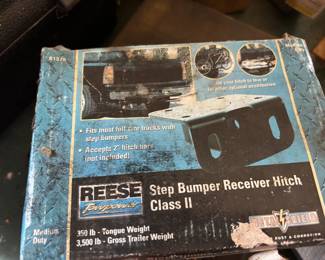 • Fits most full size trucks with
step bumpers
• Accepts 2" hitch bars
(not included)
REESE
Towpower
Step Bumper Receiver Hitch
Class II
Medium
Duty
350 lb - Tongue Weight
3,500 lb - Gross Trailer Weight